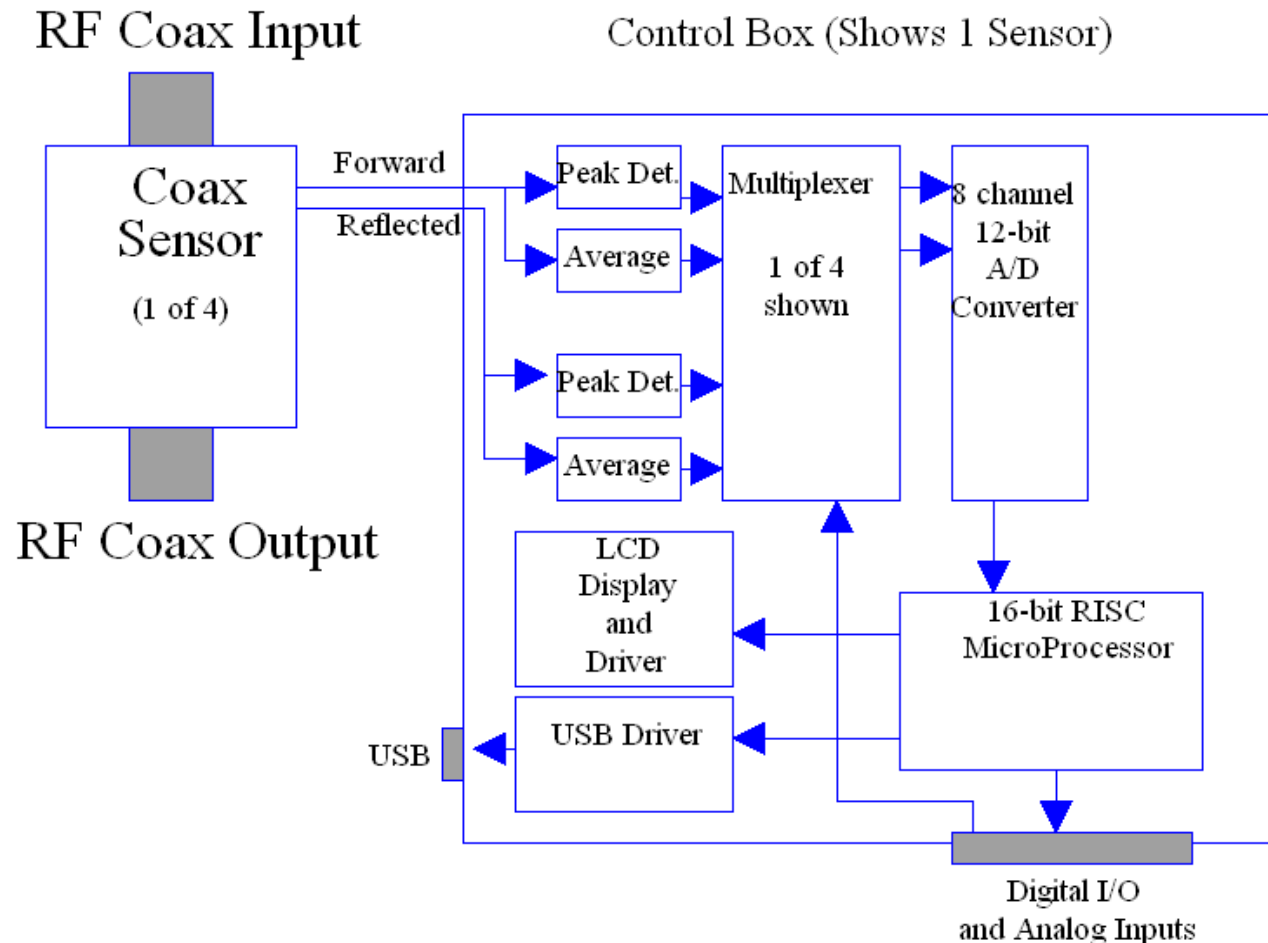 RF Coax Input
Control Box (Shows 1 Sensor)
Coax
Sensor
(1 of 4)
Forward
Reflected
Peak Det.
Average
Peak Det.
Average
Multiplexer
1 of 4
shown
8 channel
12-bit
A/D
Converter
RF Coax Output
LCD
Display
and
Driver
16-bit RISC
MicroProcessor
USB Driver
USB
Digital I/O
and Analog Inputs